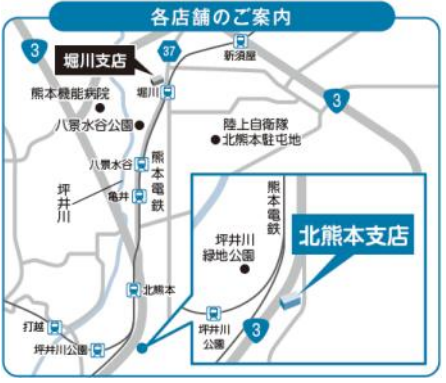 各店舗のご案内
3
37
新須屋
堀川支店
熊本機能病院
堀川
3
八景水谷公園
陸上自衛隊
北熊本駐屯地
八景水谷
熊本電鉄
坪井川
亀井
熊本電鉄
坪井川
緑地公園
北熊本支店
北熊本
打越
坪井川公園
坪井川
公園
3